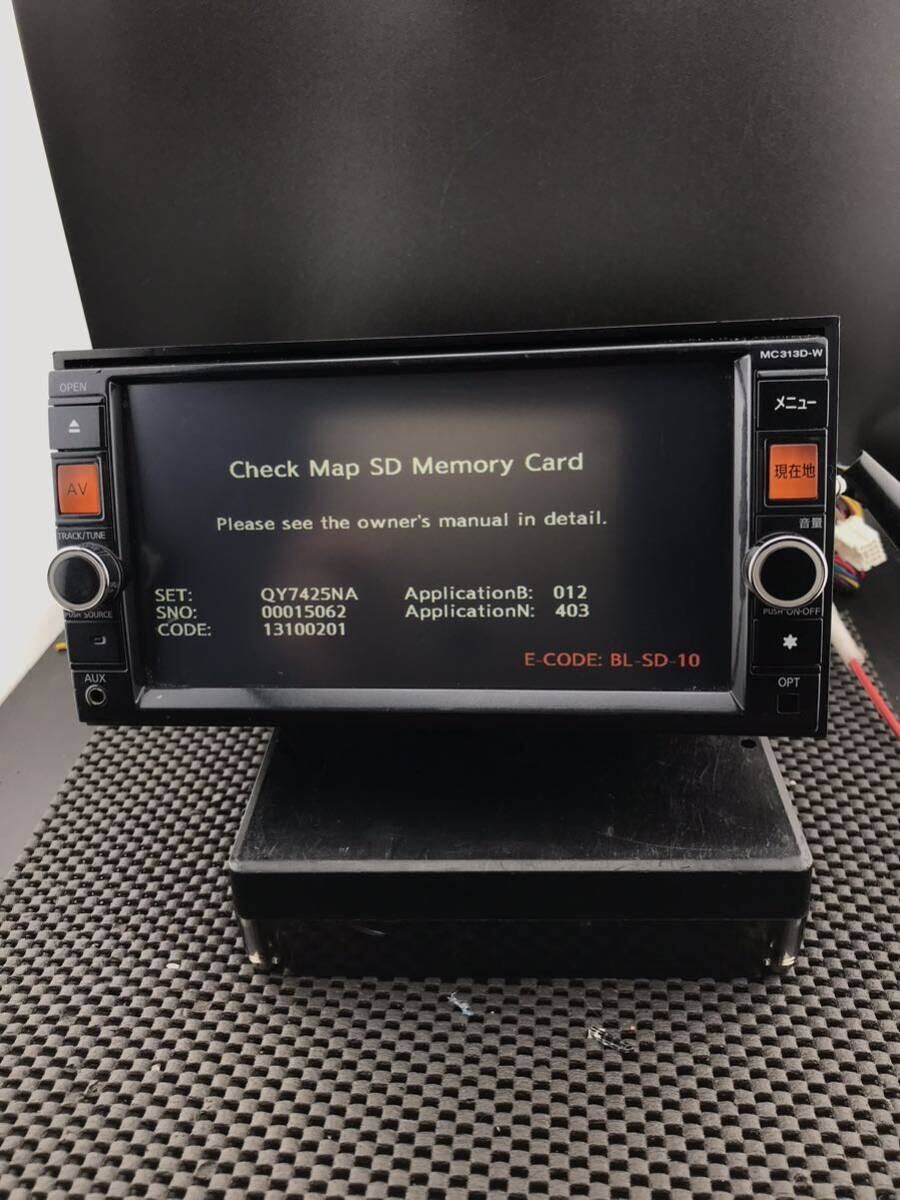 MC313D-W
OPEN
AV
TRACK/TUNE
PUSH SOURCE
AUX
Check Map SD Memory Card
Please see the owner's manual in detail.
SET: QY7425NA ApplicationB: 012
SNO: 00015062 ApplicationN: 403
CODE: 13100201
E-CODE: BL-SD-10
メニュー
現在地
音量
PUSH ON-OFF
OPT